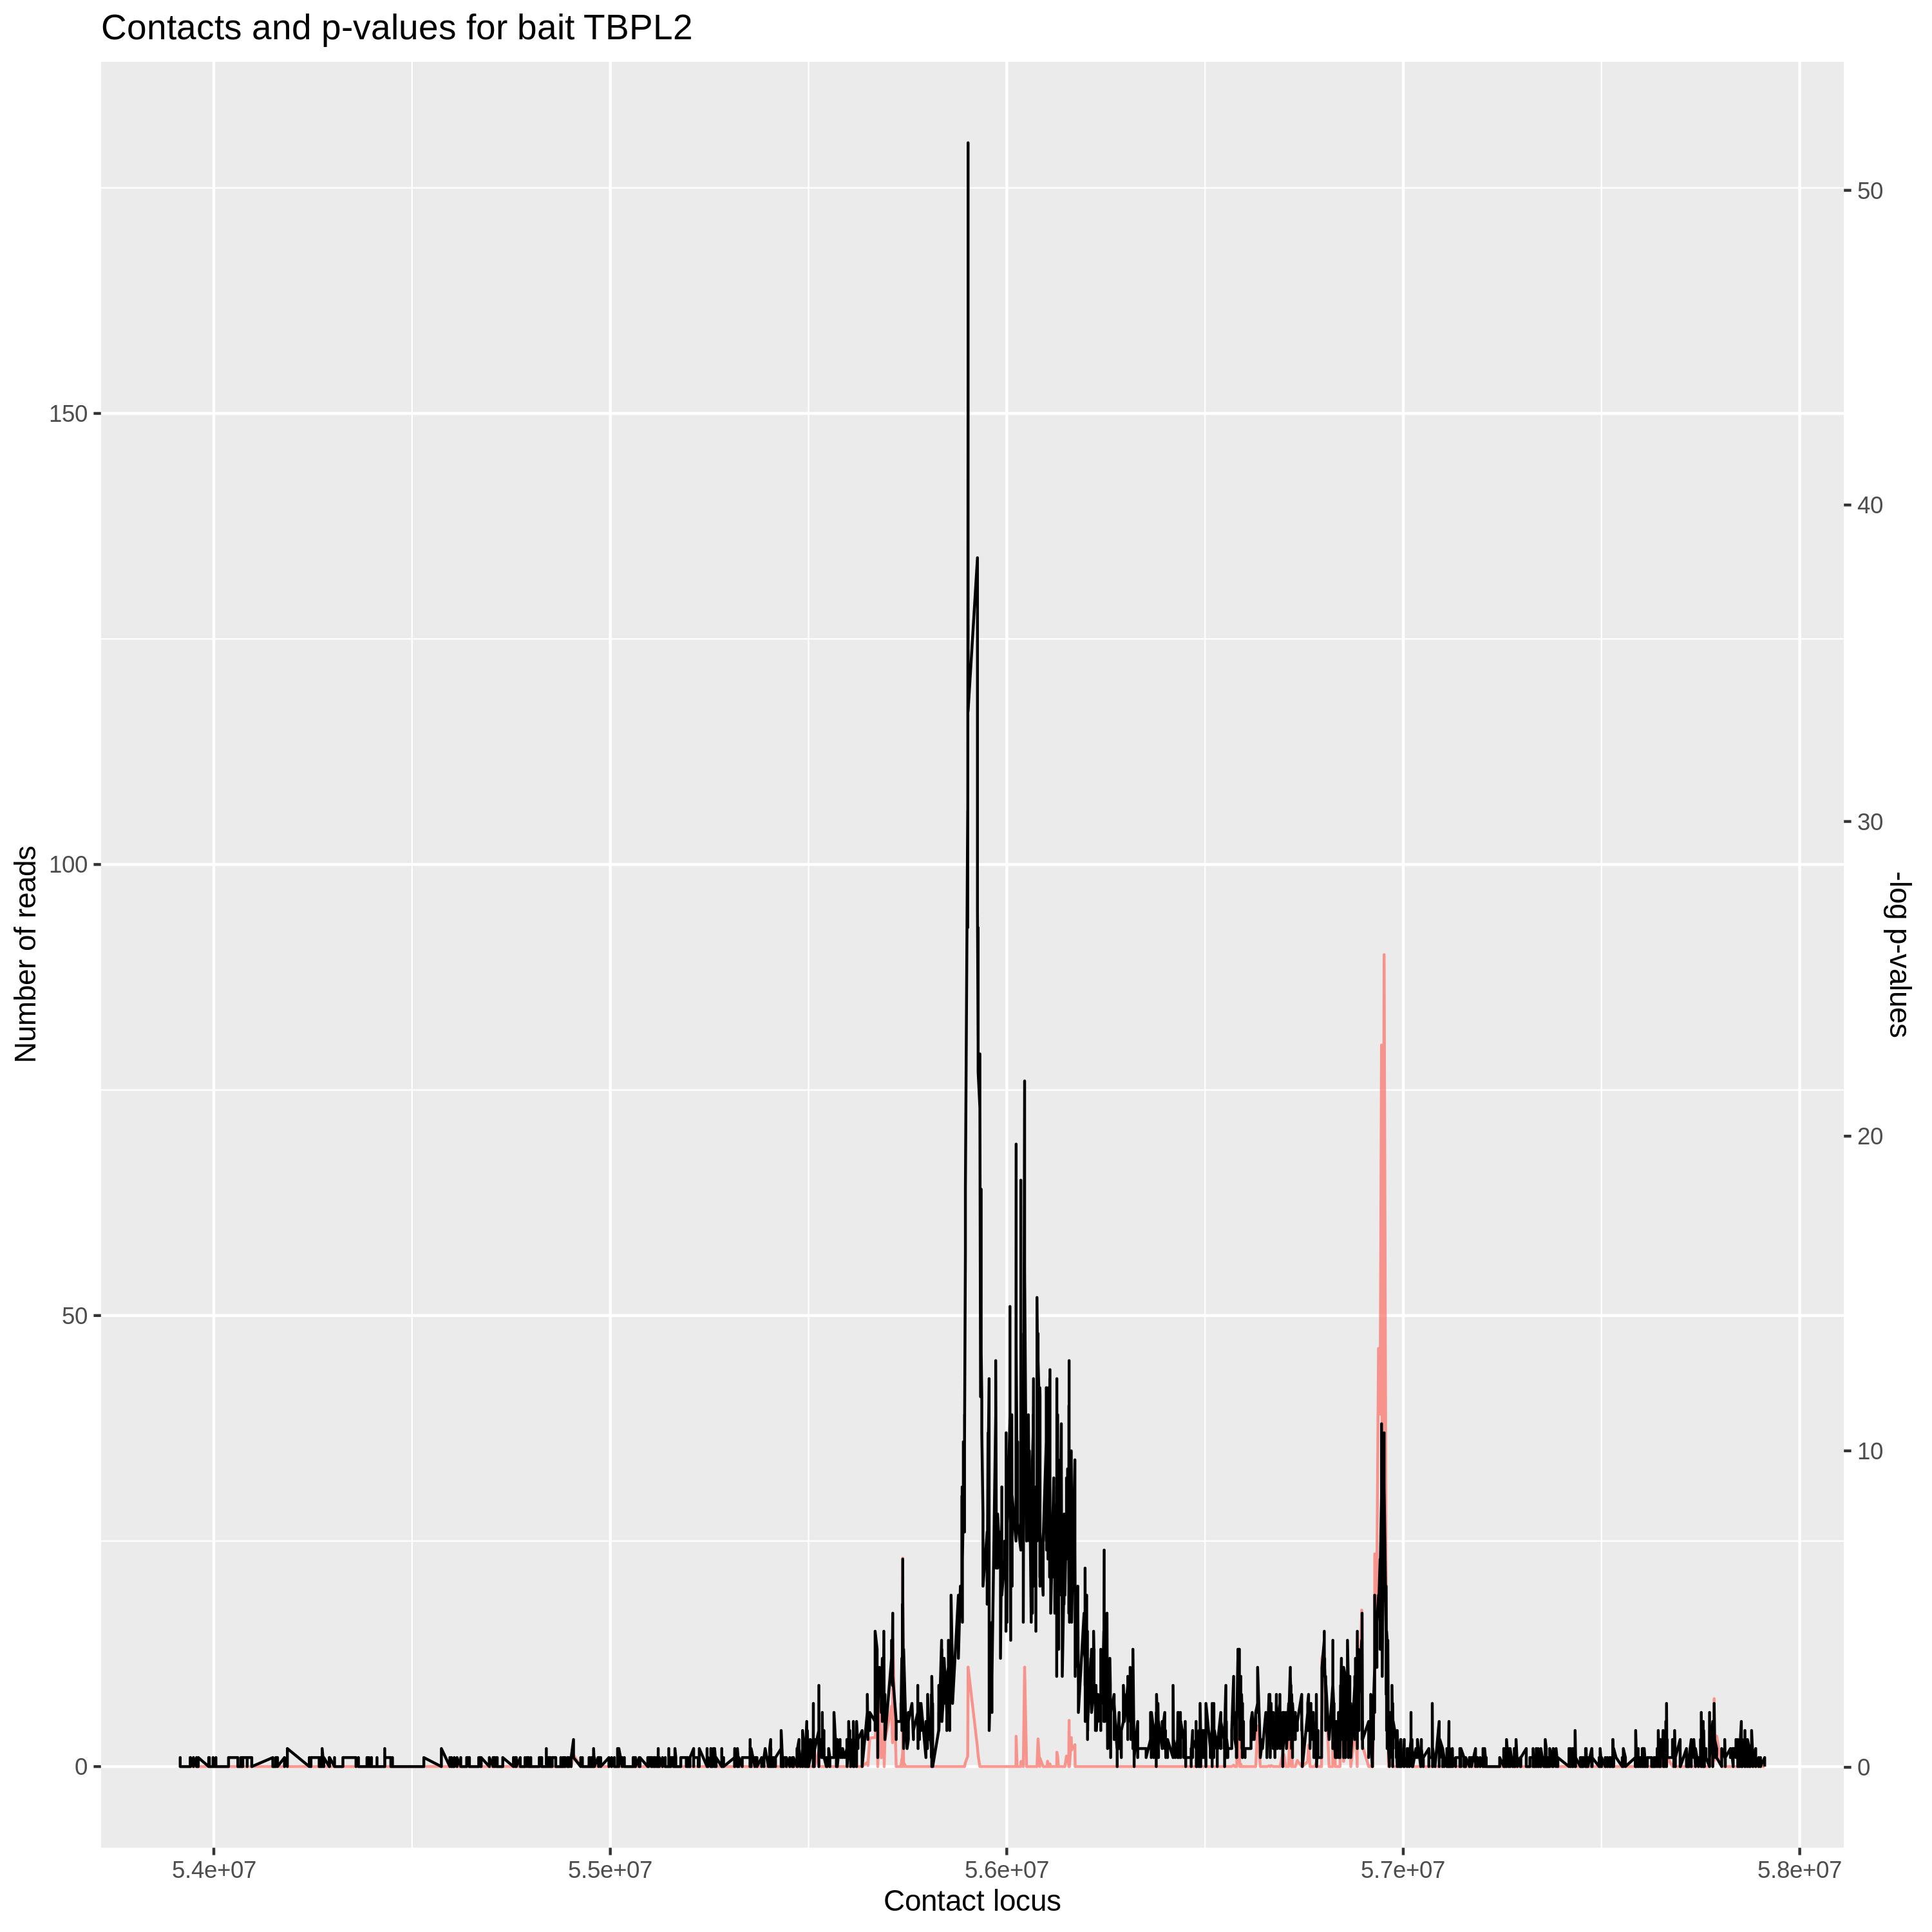 Contacts and p-values for bait TBPL2
Number of reads
150
100
50
0
50
40
30
20
10
0
-log p-values
5.4e+07
5.5e+07
5.6e+07
5.7e+07
5.8e+07
Contact locus